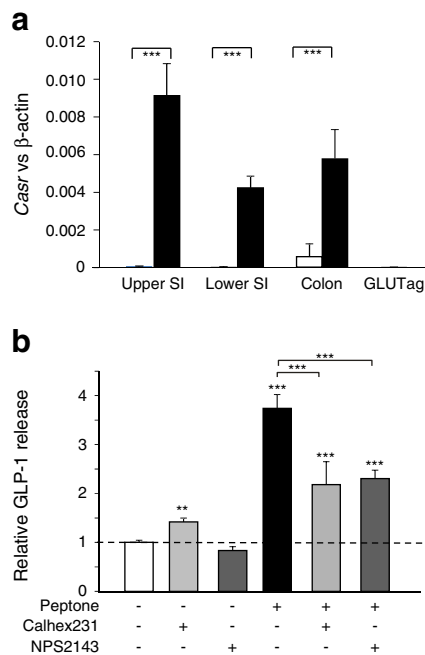 a
Casr vs β-actin
0.012
0.010
0.008
0.006
0.004
0.002
0
***
***
***
Upper SI Lower SI Colon GLUTag
b
Relative GLP-1 release
4
3
2
1
0
***
***
***
**
***
***
Peptone - - - + + +
Calhex231 - + - - + -
NPS2143 - - + - - +